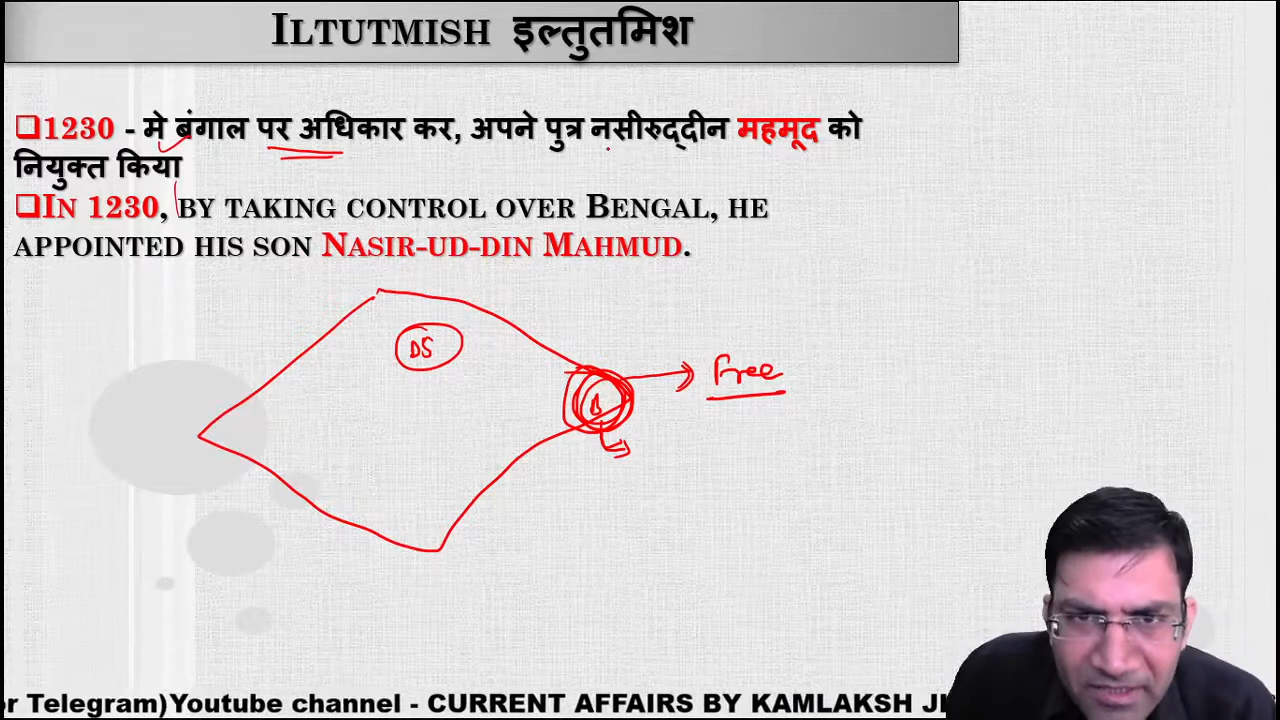 ILTUTMISH इल्तुतमिश
❑1230 - मे बंगाल पर अधिकार कर, अपने पुत्र नसीरुद्दीन महमूद को
नियुक्त किया
❑IN 1230, BY TAKING CONTROL OVER BENGAL, HE
APPOINTED HIS SON NASIR-UD-DIN MAHMUD.
DS
B
Free
or Telegram)Youtube channel - CURRENT AFFAIRS BY KAMLAKSH JI